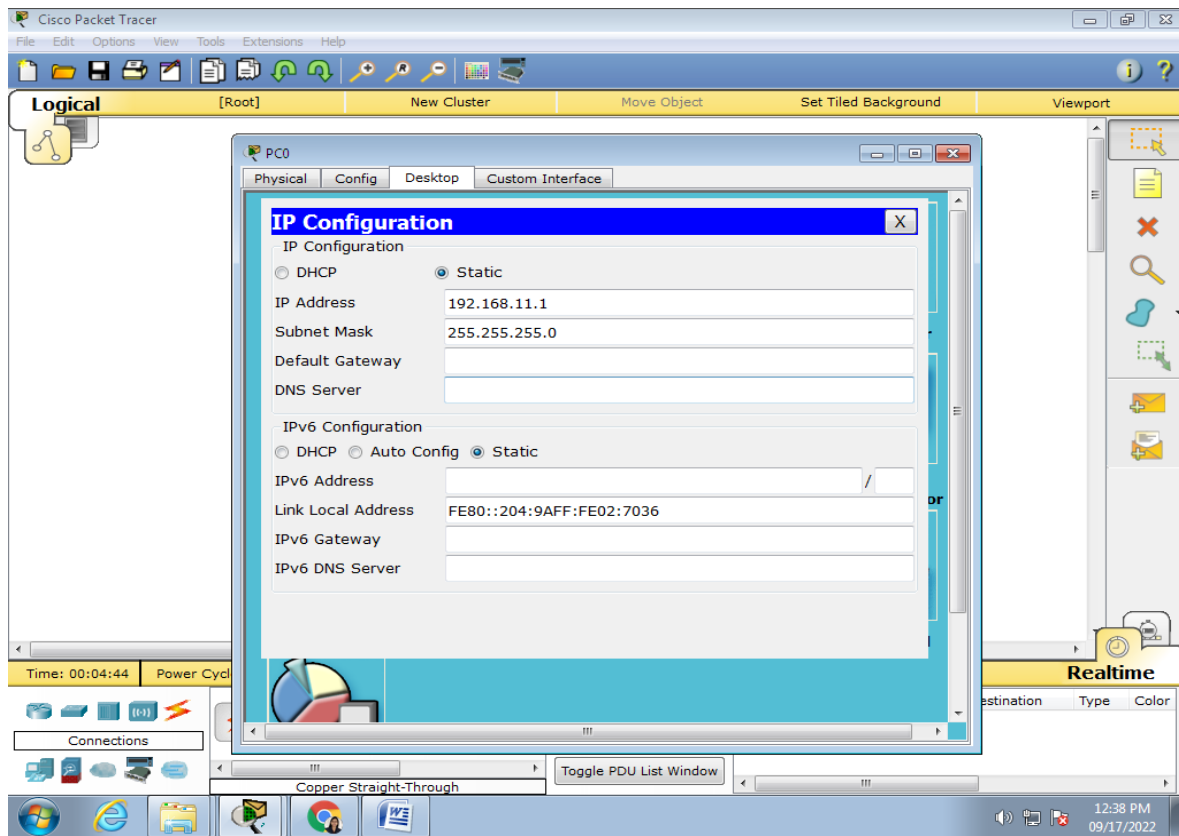 Cisco Packet Tracer
File Edit Options View Tools Extensions Help
Logical [Root] New Cluster Move Object Set Tiled Background Viewport
PC0
Physical Config Desktop Custom Interface
IP Configuration X
IP Configuration
DHCP Static
IP Address 192.168.11.1
Subnet Mask 255.255.255.0
Default Gateway
DNS Server
IPv6 Configuration
DHCP Auto Config Static
IPv6 Address /
or
Link Local Address FE80::204:9AFF:FE02:7036
IPv6 Gateway
IPv6 DNS Server
Time: 00:04:44 Power Cycl Realtime
estination Type Color
Connections
Toggle PDU List Window
Copper Straight-Through
12:38 PM
09/17/2022